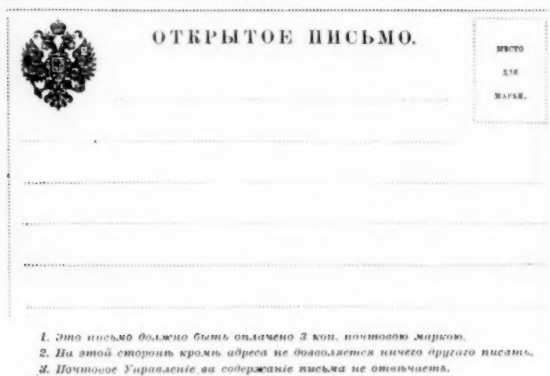 ОТКРЫТОЕ ПИСЬМО.
МѢСТО
ДЛЯ
МАРКИ.
1. Это письмо должно быть оплачено 3 коп. почтовою маркою.
2. На этой сторонѣ кромѣ адреса не дозволяется ничего другаго писать.
3. Почтовое Управленіе за содержаніе письма не отвѣчаетъ.